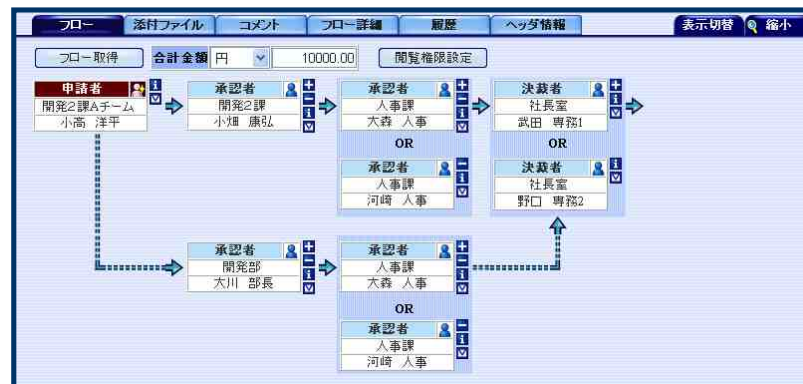 フロー 添付ファイル コメント フロー詳細 履歴 ヘッダ情報 表示切替 縮小
フロー取得 合計金額 円 10000.00 閲覧権限設定
申請者
開発2課Aチーム
小高 洋平
承認者
開発2課
小畑 康弘
承認者
人事課
大森 人事
OR
承認者
人事課
河崎 人事
決裁者
社長室
武田 専務1
OR
決裁者
社長室
野口 専務2
承認者
開発部
大川 部長
承認者
人事課
大森 人事
OR
承認者
人事課
河崎 人事